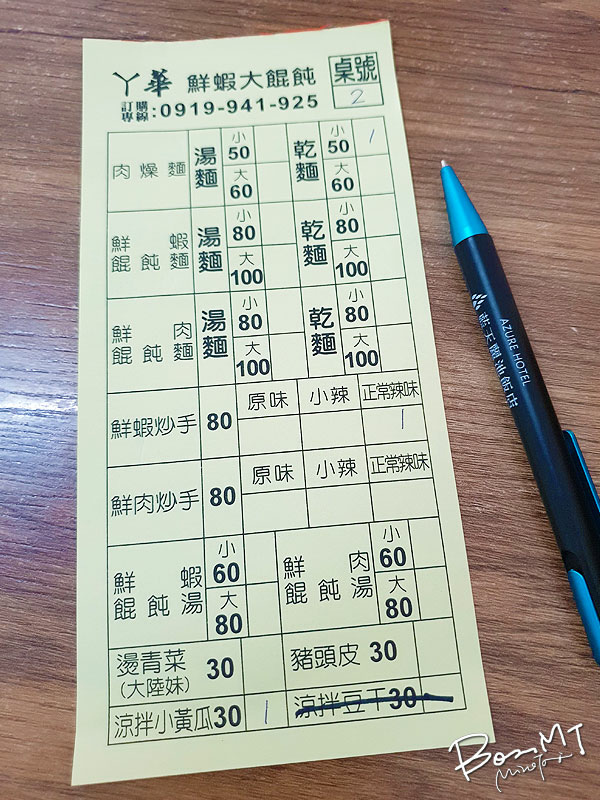 丫華 鮮蝦大餛飩 桌號
訂購專線:0919-941-925 2
肉燥麵 湯麵 小50 乾麵 小50 1
大60 大60
鮮蝦餛飩麵 湯麵 小80 乾麵 小80
大100 大100
鮮肉餛飩麵 湯麵 小80 乾麵 小80
大100 大100
鮮蝦炒手 80 原味 小辣 正常辣味
1
鮮肉炒手 80 原味 小辣 正常辣味
鮮蝦餛飩湯 小60 鮮肉餛飩湯 小60
大80 大80
燙青菜(大陸妹) 30 豬頭皮 30
涼拌小黃瓜30 1 涼拌豆干30
AZURE HOTEL
藍天麗池飯店